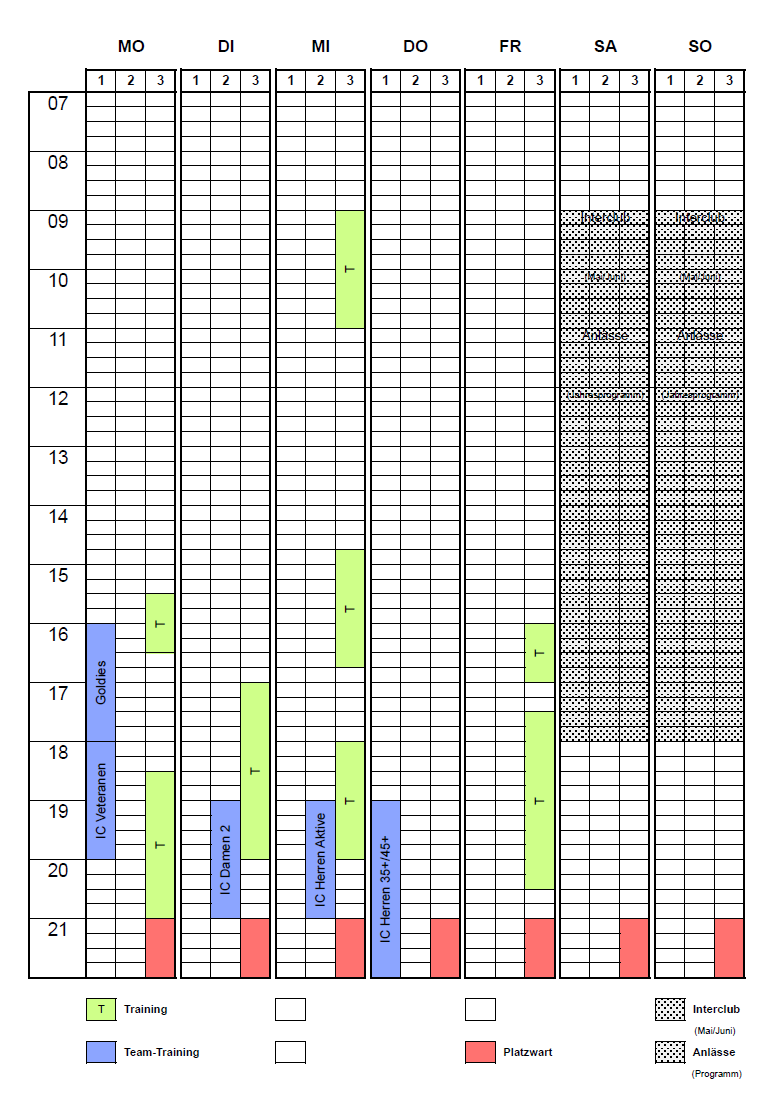 MO DI MI DO FR SA SO
1 2 3 1 2 3 1 2 3 1 2 3 1 2 3 1 2 3 1 2 3
07
08
09 Interclub Interclub
T
10 (Mai/Juni) (Mai/Juni)
11 Anlässe Anlässe
12 (Jahresprogramm) (Jahresprogramm)
13
14
15
T
T
16
T
Goldies
17
18
T
IC Veteranen
19
T
T
T
IC Damen 2
IC Herren Aktive
IC Herren 35+/45+
20
21
T Training Interclub
(Mai/Juni)
Team-Training Platzwart Anlässe
(Programm)